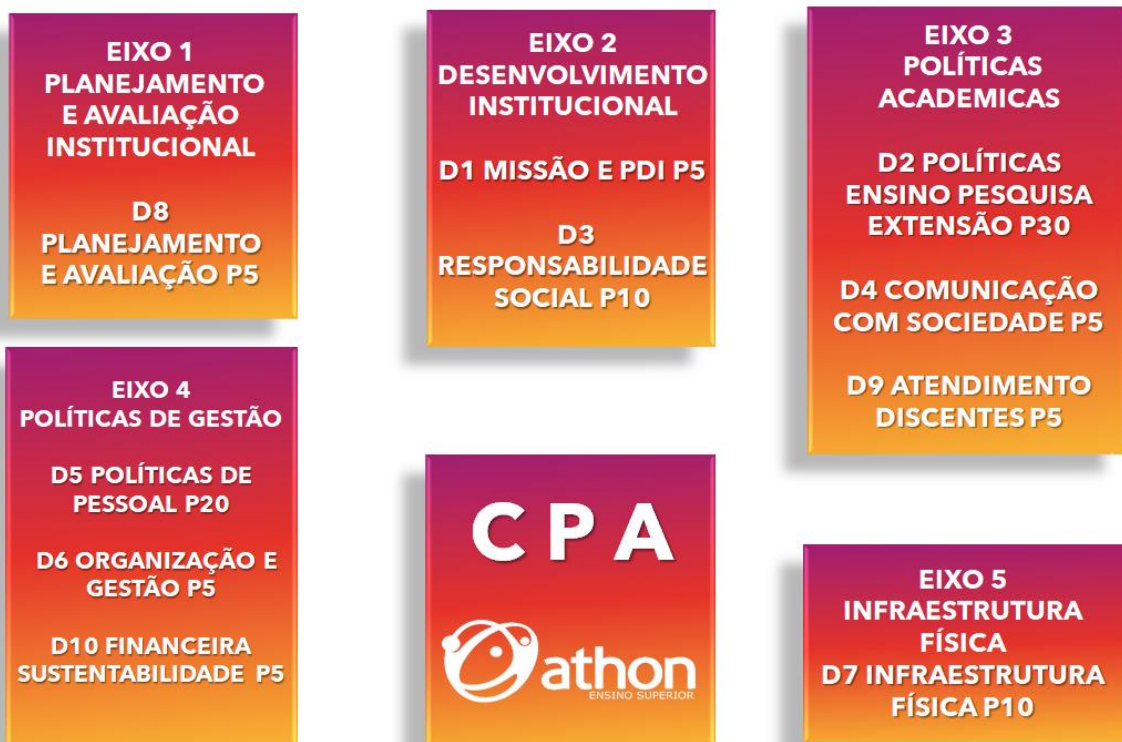 EIXO 1
PLANEJAMENTO
E AVALIAÇÃO
INSTITUCIONAL
D8
PLANEJAMENTO
E AVALIAÇÃO P5
EIXO 2
DESENVOLVIMENTO
INSTITUCIONAL
D1 MISSÃO E PDI P5
D3
RESPONSABILIDADE
SOCIAL P10
EIXO 3
POLÍTICAS
ACADEMICAS
D2 POLÍTICAS
ENSINO PESQUISA
EXTENSÃO P30
D4 COMUNICAÇÃO
COM SOCIEDADE P5
D9 ATENDIMENTO
DISCENTES P5
EIXO 4
POLÍTICAS DE GESTÃO
D5 POLÍTICAS DE
PESSOAL P20
D6 ORGANIZAÇÃO E
GESTÃO P5
D10 FINANCEIRA
SUSTENTABILIDADE P5
C P A
athon
ENSINO SUPERIOR
EIXO 5
INFRAESTRUTURA
FÍSICA
D7 INFRAESTRUTURA
FÍSICA P10